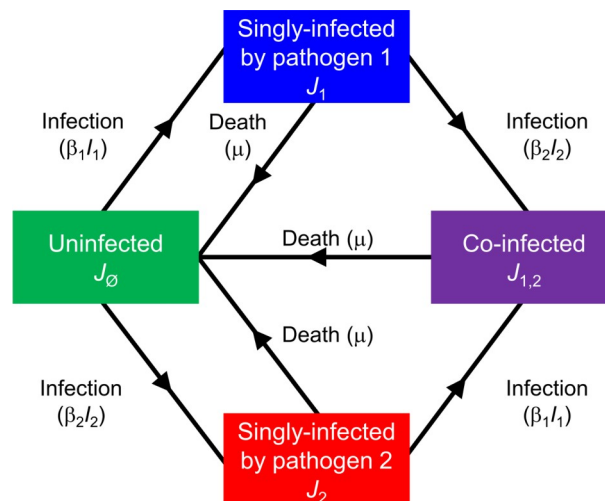 Singly-infected
by pathogen 1
J1
Infection
(β1I1)
Death
(μ)
Infection
(β2I2)
Uninfected
JØ
Death (μ)
Co-infected
J1,2
Death (μ)
Infection
(β2I2)
Infection
(β1I1)
Singly-infected
by pathogen 2
J2